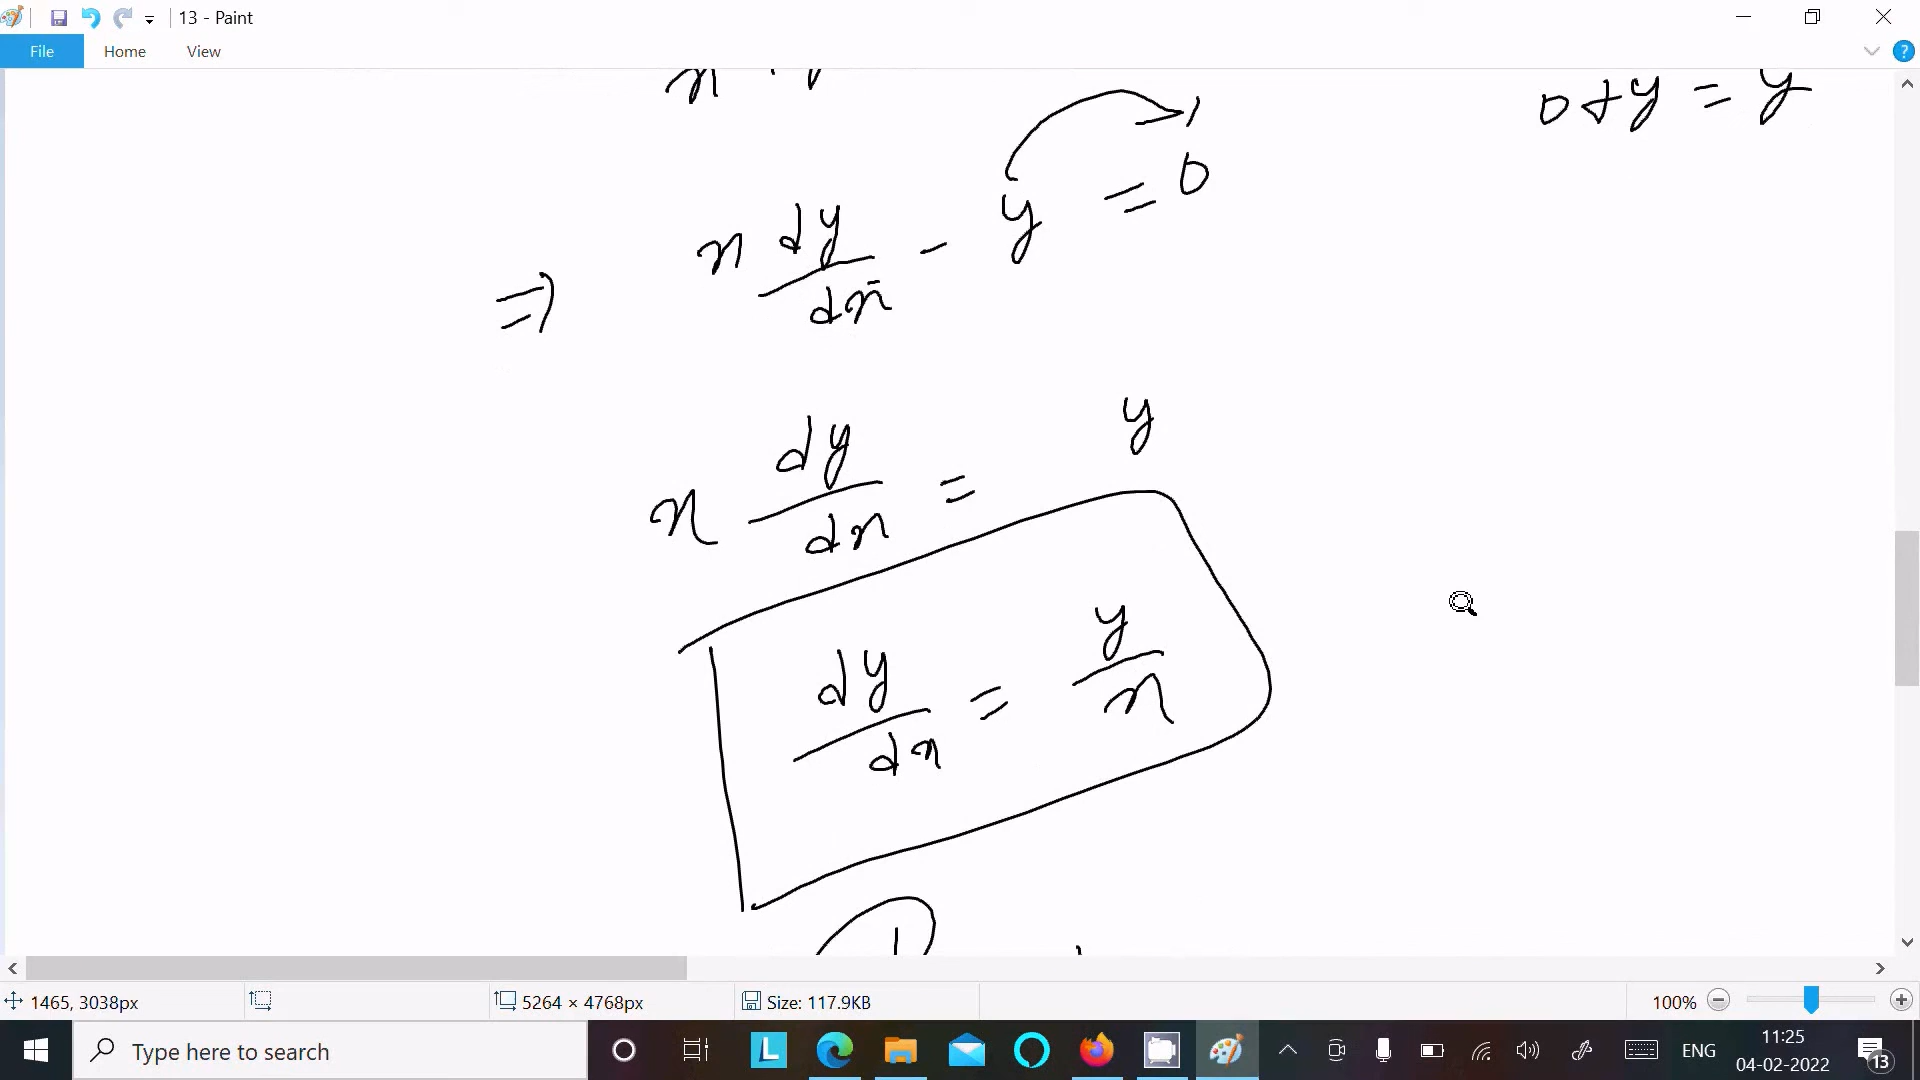 13 - Paint
File Home View
0 + y = y
⇒ x dy/dx - y = 0
x dy/dx = y
dy/dx = y/x
1465, 3038px 5264 × 4768px Size: 117.9KB 100%
Type here to search ENG 11:25
04-02-2022 13